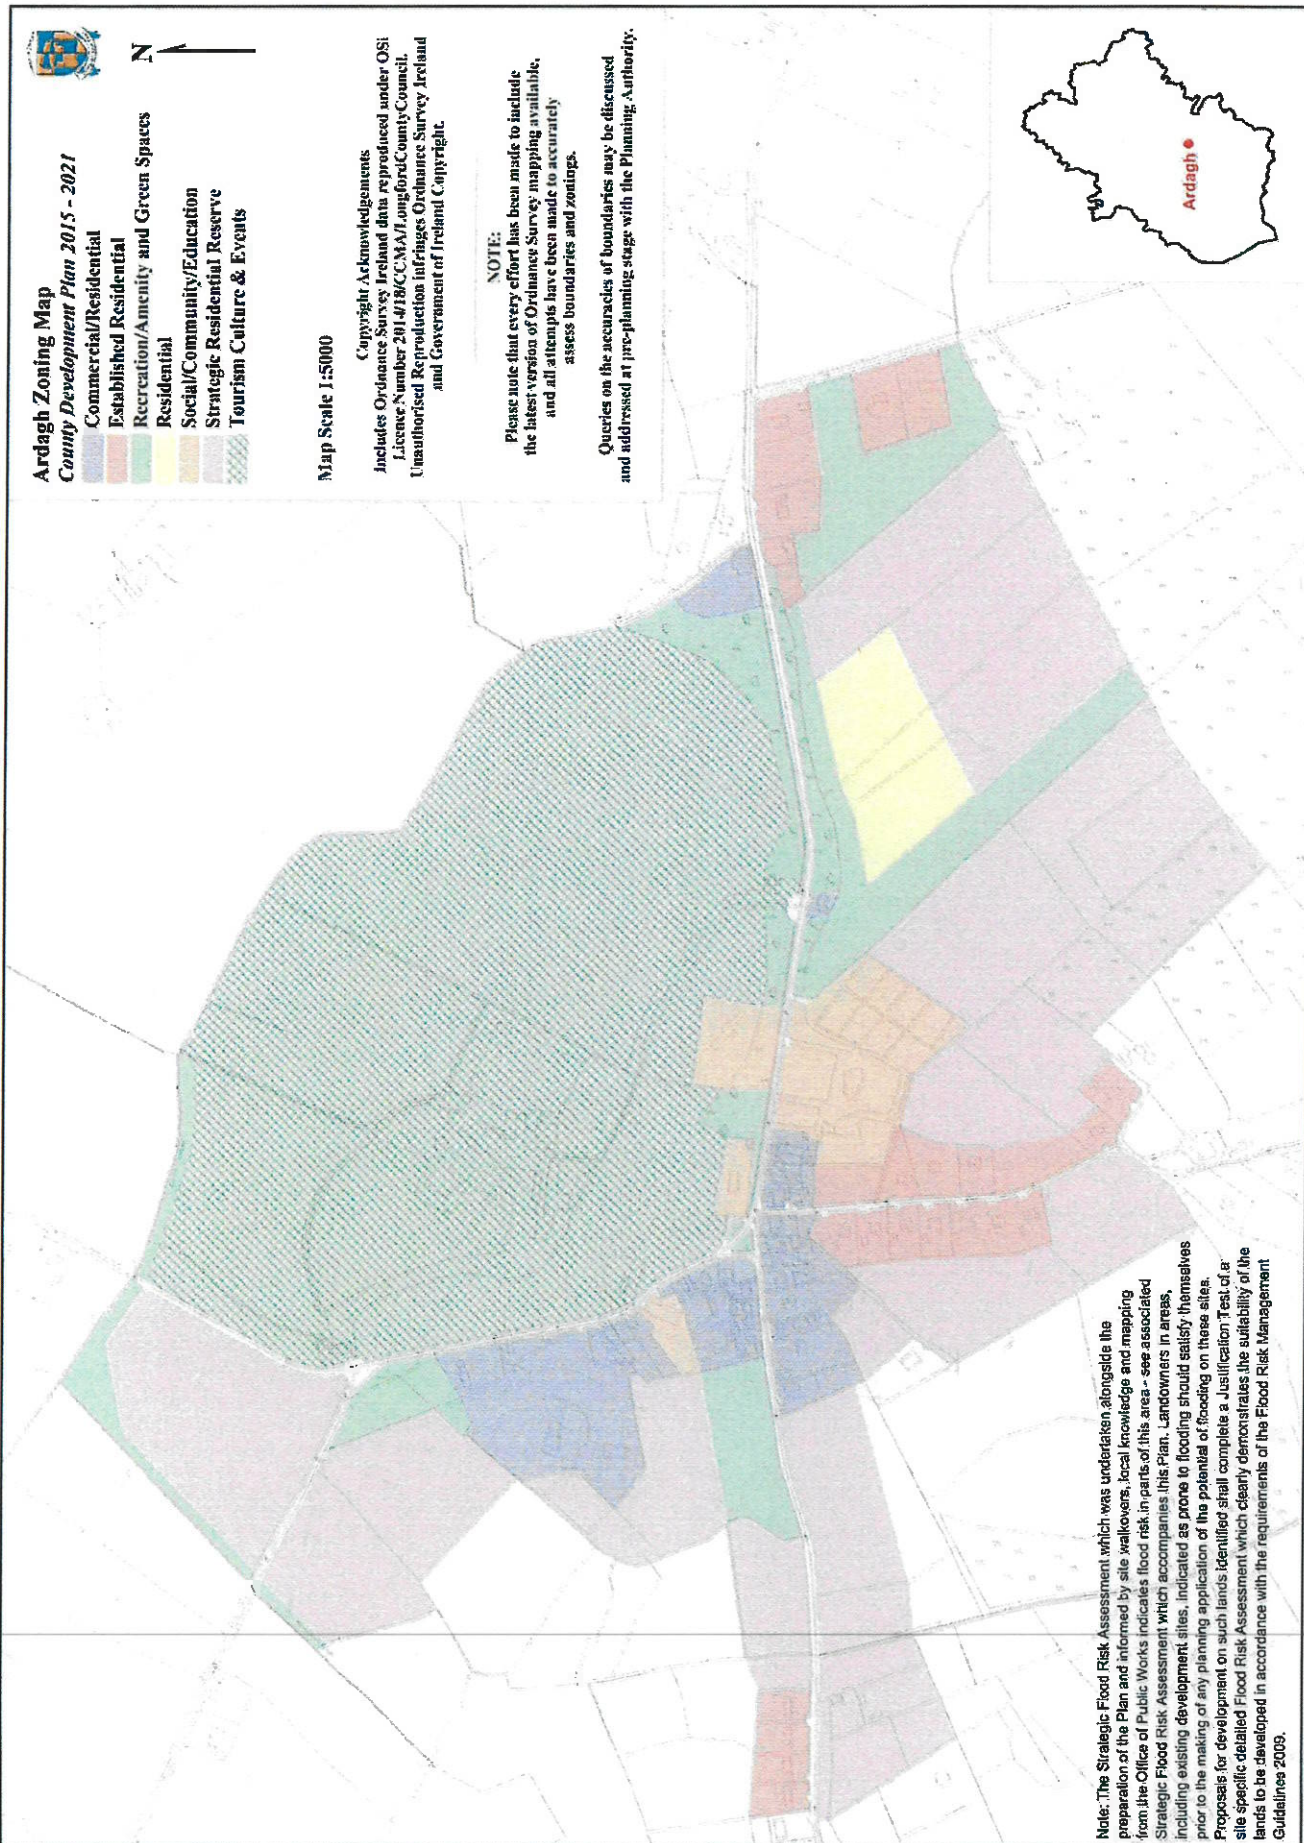 Ardagh Zoning Map
County Development Plan 2015 - 2021
Commercial/Residential
Established Residential
Recreation/Amenity and Green Spaces
Residential
Social/Community/Education
Strategic Residential Reserve
Tourism Culture & Events
N
Map Scale 1:5000
Copyright Acknowledgements
Includes Ordnance Survey Ireland data reproduced under OSi
Licence Number 2014/18/CCMA/LongfordCountyCouncil.
Unauthorised Reproduction infringes Ordnance Survey Ireland
and Government of Ireland Copyright.
NOTE:
Please note that every effort has been made to include
the latest version of Ordnance Survey mapping available,
and all attempts have been made to accurately
assess boundaries and zonings.
Queries on the accuracies of boundaries may be discussed
and addressed at pre-planning stage with the Planning Authority.
Ardagh
Note: The Strategic Flood Risk Assessment which was undertaken alongside the
preparation of the Plan and informed by site walkovers, local knowledge and mapping
from the Office of Public Works indicates flood risk in parts of this area - see associated
Strategic Flood Risk Assessment which accompanies this Plan. Landowners in areas,
including existing development sites, indicated as prone to flooding should satisfy themselves
prior to the making of any planning application of the potential of flooding on these sites.
Proposals for development on such lands identified shall complete a Justification Test of a
site specific detailed Flood Risk Assessment which clearly demonstrates the suitability of the
lands to be developed in accordance with the requirements of the Flood Risk Management
Guidelines 2009.